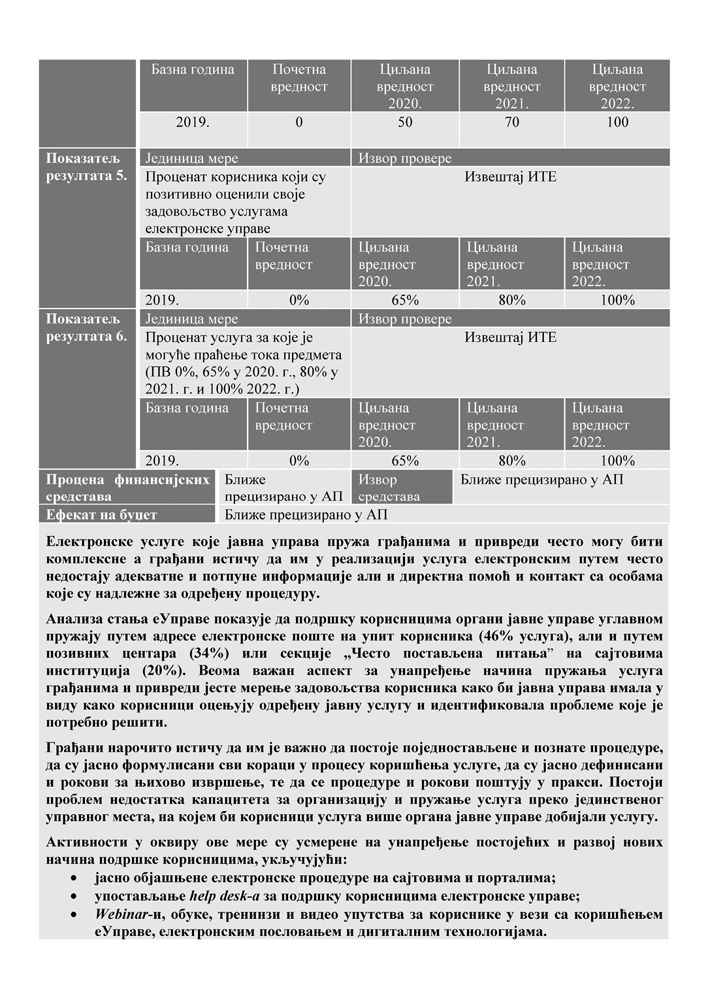 Базна година Почетна Циљана Циљана Циљана
вредност вредност вредност вредност
2020. 2021. 2022.
2019. 0 50 70 100
Показатељ Јединица мере Извор провере
резултата 5. Проценат корисника који су Извештај ИТЕ
позитивно оценили своје
задовољство услугама
електронске управе
Базна година Почетна Циљана Циљана Циљана
вредност вредност вредност вредност
2020. 2021. 2022.
2019. 0% 65% 80% 100%
Показатељ Јединица мере Извор провере
резултата 6. Проценат услуга за које је Извештај ИТЕ
могуће праћење тока предмета
(ПВ 0%, 65% у 2020. г., 80% у
2021. г. и 100% 2022. г.)
Базна година Почетна Циљана Циљана Циљана
вредност вредност вредност вредност
2020. 2021. 2022.
2019. 0% 65% 80% 100%
Процена финансијских Ближе Извор Ближе прецизирано у АП
средстава прецизирано у АП средстава
Ефекат на буџет Ближе прецизирано у АП
Електронске услуге које јавна управа пружа грађанима и привреди често могу бити
комплексне а грађани истичу да им у реализацији услуга електронским путем често
недостају адекватне и потпуне информације али и директна помоћ и контакт са особама
које су надлежне за одређену процедуру.
Анализа стања еУправе показује да подршку корисницима органи јавне управе углавном
пружају путем адресе електронске поште на упит корисника (46% услуга), али и путем
позивних центара (34%) или секције „Често постављена питања” на сајтовима
институција (20%). Веома важан аспект за унапређење начина пружања услуга
грађанима и привреди јесте мерење задовољства корисника како би јавна управа имала у
виду како корисници оцењују одређену јавну услугу и идентификовала проблеме које је
потребно решити.
Грађани нарочито истичу да им је важно да постоје поједностављене и познате процедуре,
да су јасно формулисани сви кораци у процесу коришћења услуге, да су јасно дефинисани
и рокови за њихово извршење, те да се процедуре и рокови поштују у пракси. Постоји
проблем недостатка капацитета за организацију и пружање услуга преко јединственог
управног места, на којем би корисници услуга више органа јавне управе добијали услугу.
Активности у оквиру ове мере су усмерене на унапређење постојећих и развој нових
начина подршке корисницима, укључујући:
• јасно објашњене електронске процедуре на сајтовима и порталима;
• упостављање help desk-а за подршку корисницима електронске управе;
• Webinar-и, обуке, тренинзи и видео упутства за кориснике у вези са коришћењем
еУправе, електронским пословањем и дигиталним технологијама.